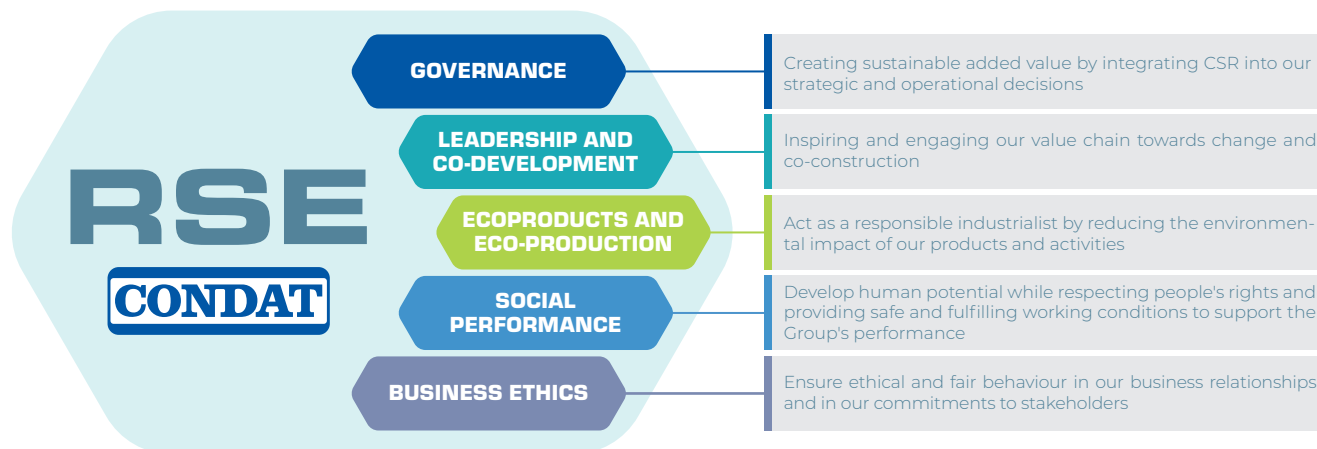 RSE
CONDAT
GOVERNANCE
Creating sustainable added value by integrating CSR into our
strategic and operational decisions
LEADERSHIP AND
CO-DEVELOPMENT
Inspiring and engaging our value chain towards change and
co-construction
ECOPRODUCTS AND
ECO-PRODUCTION
Act as a responsible industrialist by reducing the environmen-
tal impact of our products and activities
SOCIAL
PERFORMANCE
Develop human potential while respecting people's rights and
providing safe and fulfilling working conditions to support the
Group's performance
BUSINESS ETHICS
Ensure ethical and fair behaviour in our business relationships
and in our commitments to stakeholders